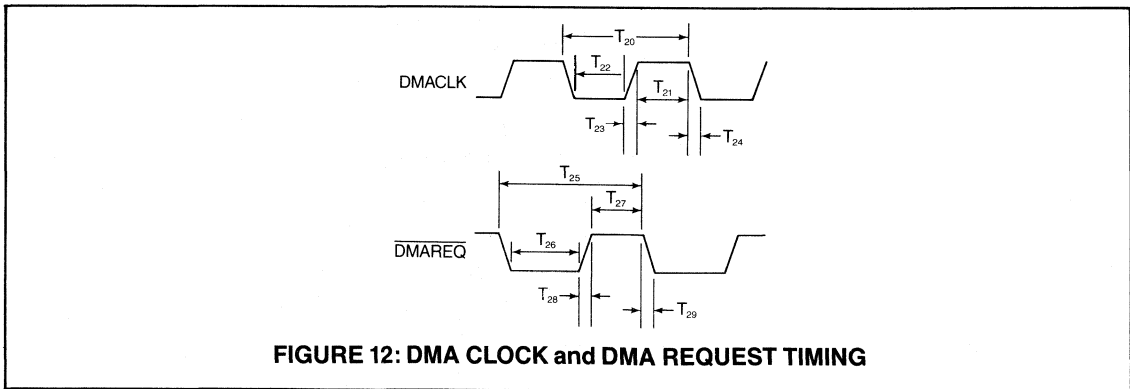 T20
T22
DMACLK
T21
T23
T24
T25
T27
T26
DMAREQ
T28
T29
FIGURE 12: DMA CLOCK and DMA REQUEST TIMING